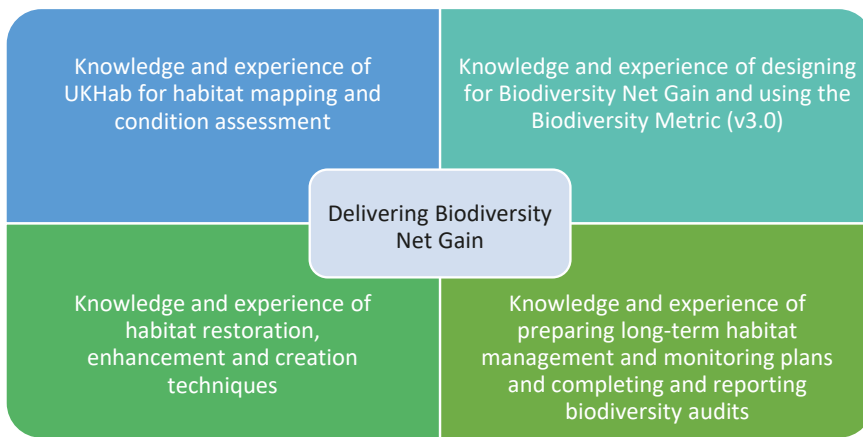 Knowledge and experience of
UKHab for habitat mapping and
condition assessment
Knowledge and experience of designing
for Biodiversity Net Gain and using the
Biodiversity Metric (v3.0)
Delivering Biodiversity
Net Gain
Knowledge and experience of
habitat restoration,
enhancement and creation
techniques
Knowledge and experience of
preparing long-term habitat
management and monitoring plans
and completing and reporting
biodiversity audits